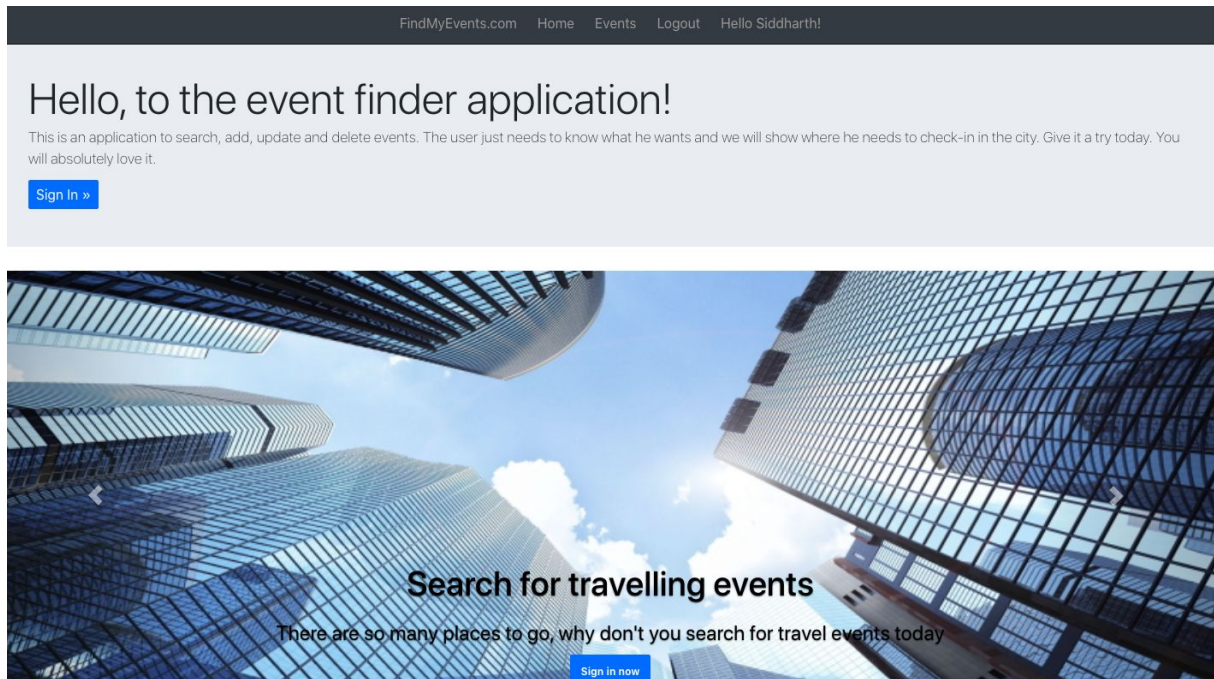 FindMyEvents.com Home Events Logout Hello Siddharth!
Hello, to the event finder application!
This is an application to search, add, update and delete events. The user just needs to know what he wants and we will show where he needs to check-in in the city. Give it a try today. You
will absolutely love it.
Sign In »
Search for travelling events
There are so many places to go, why don't you search for travel events today
Sign in now